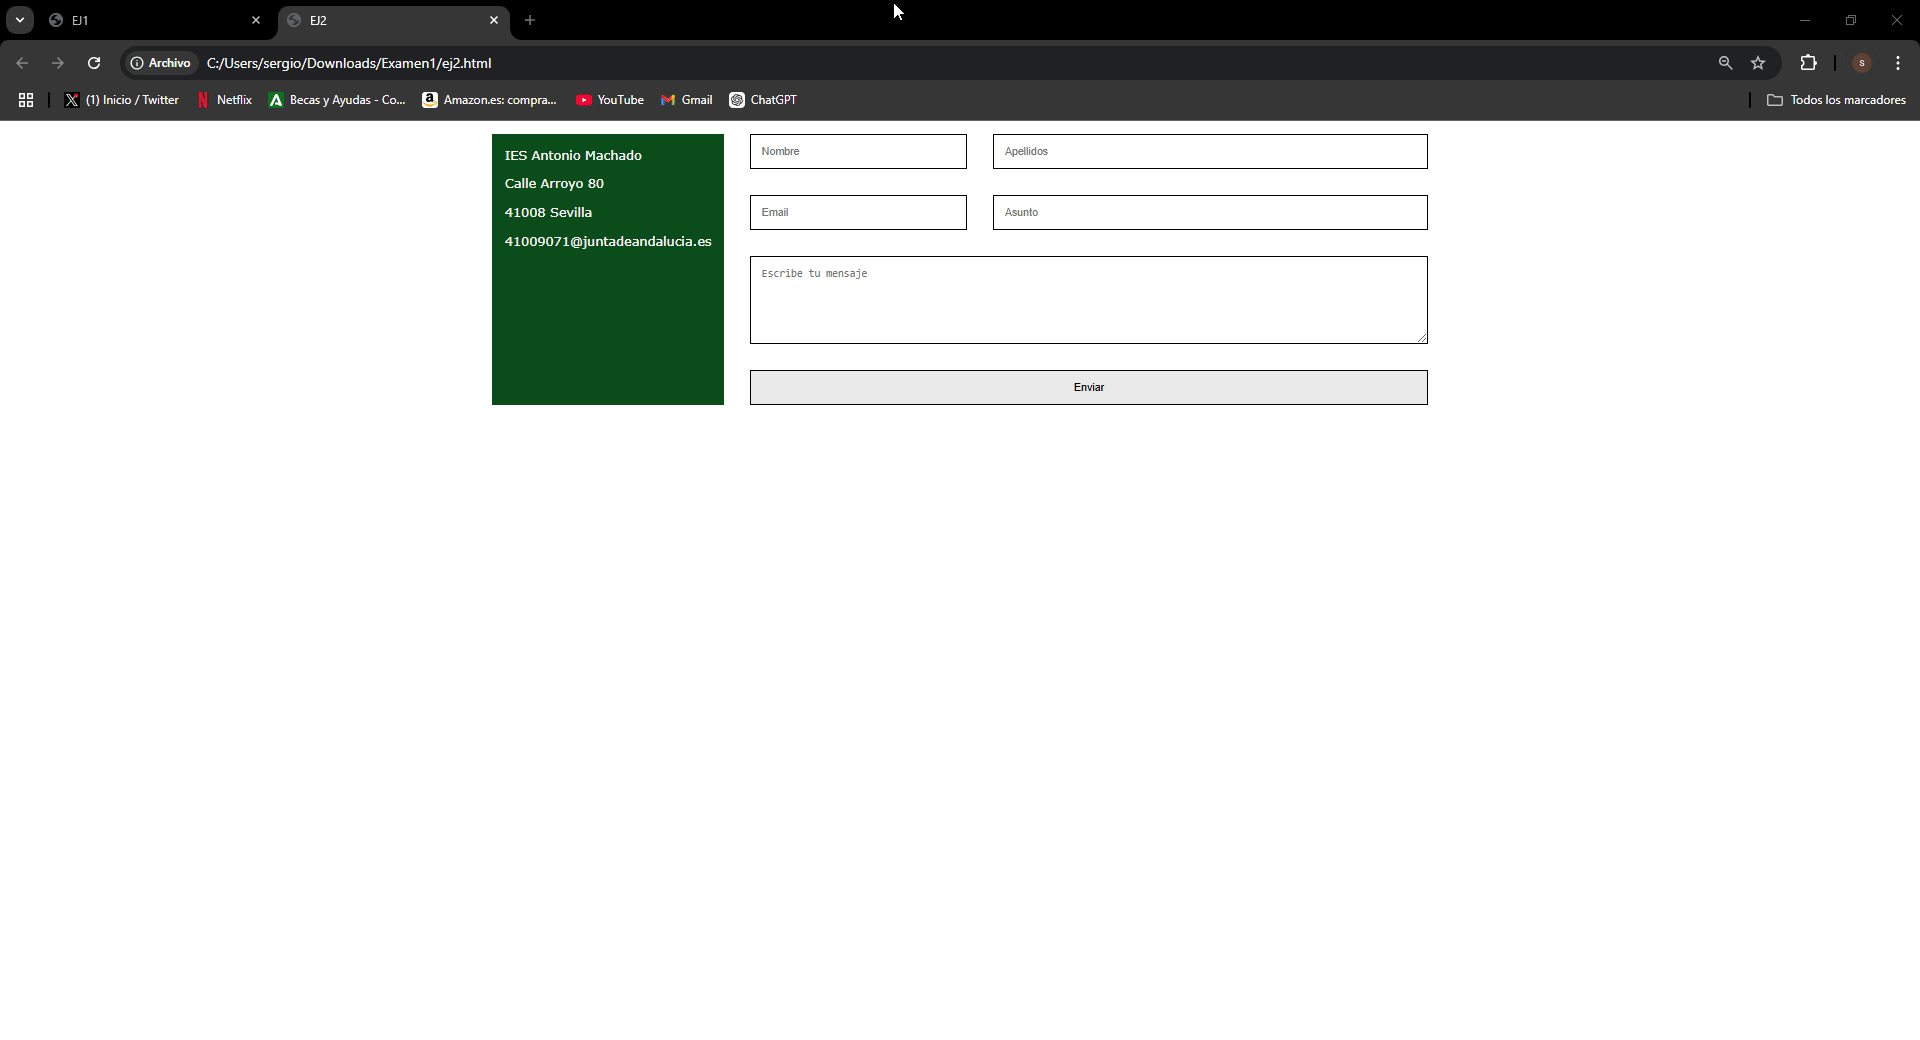 EJ1
EJ2
Archivo C:/Users/sergio/Downloads/Examen1/ej2.html
S
(1) Inicio / Twitter Netflix Becas y Ayudas - Co... Amazon.es: compra... YouTube Gmail ChatGPT Todos los marcadores
IES Antonio Machado
Calle Arroyo 80
41008 Sevilla
41009071@juntadeandalucia.es
Nombre Apellidos
Email Asunto
Escribe tu mensaje
Enviar